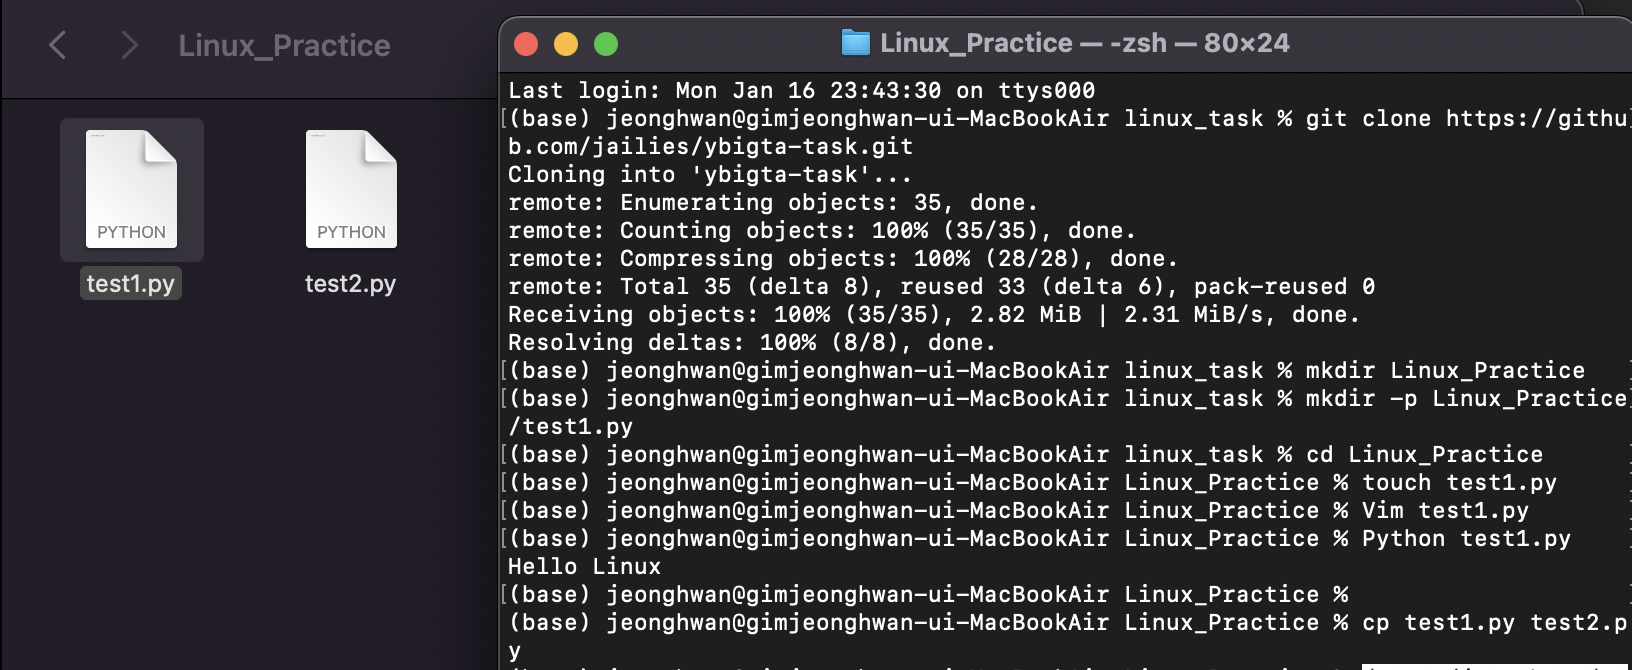 Linux_Practice
PYTHON
PYTHON
test1.py
test2.py
Linux_Practice — -zsh — 80×24
Last login: Mon Jan 16 23:43:30 on ttys000
[(base) jeonghwan@gimjeonghwan-ui-MacBookAir linux_task % git clone https://githu]
b.com/jailies/ybigta-task.git
Cloning into 'ybigta-task'...
remote: Enumerating objects: 35, done.
remote: Counting objects: 100% (35/35), done.
remote: Compressing objects: 100% (28/28), done.
remote: Total 35 (delta 8), reused 33 (delta 6), pack-reused 0
Receiving objects: 100% (35/35), 2.82 MiB | 2.31 MiB/s, done.
Resolving deltas: 100% (8/8), done.
[(base) jeonghwan@gimjeonghwan-ui-MacBookAir linux_task % mkdir Linux_Practice ]
[(base) jeonghwan@gimjeonghwan-ui-MacBookAir linux_task % mkdir -p Linux_Practice]
/test1.py
[(base) jeonghwan@gimjeonghwan-ui-MacBookAir linux_task % cd Linux_Practice ]
[(base) jeonghwan@gimjeonghwan-ui-MacBookAir Linux_Practice % touch test1.py ]
[(base) jeonghwan@gimjeonghwan-ui-MacBookAir Linux_Practice % Vim test1.py ]
[(base) jeonghwan@gimjeonghwan-ui-MacBookAir Linux_Practice % Python test1.py ]
Hello Linux
[(base) jeonghwan@gimjeonghwan-ui-MacBookAir Linux_Practice % ]
(base) jeonghwan@gimjeonghwan-ui-MacBookAir Linux_Practice % cp test1.py test2.p
y